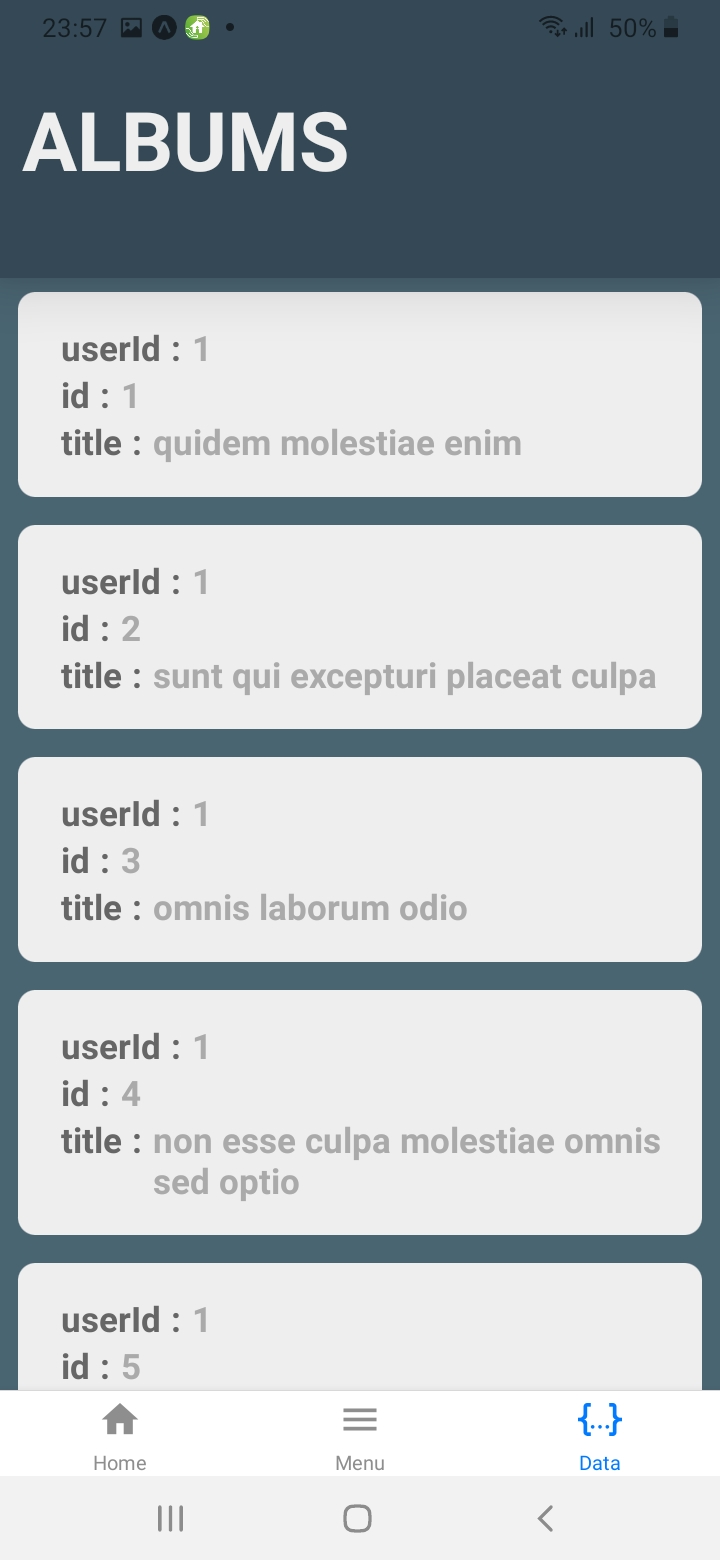 23:57
50%
ALBUMS
userId : 1
id : 1
title : quidem molestiae enim
userId : 1
id : 2
title : sunt qui excepturi placeat culpa
userId : 1
id : 3
title : omnis laborum odio
userId : 1
id : 4
title : non esse culpa molestiae omnis
sed optio
userId : 1
id : 5
{...}
Home
Menu
Data